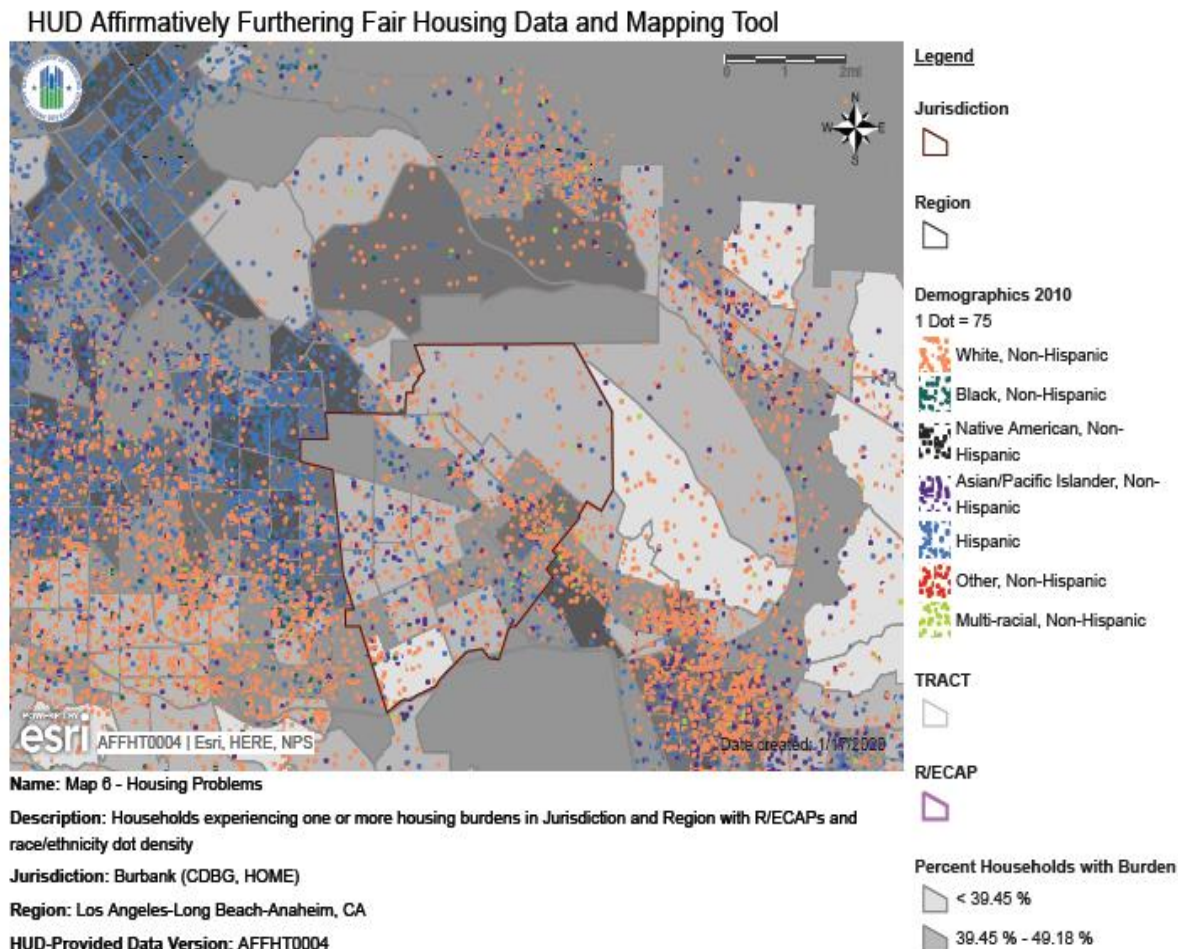 HUD Affirmatively Furthering Fair Housing Data and Mapping Tool
0 1 2mi
N
W E
S
POWERED BY
esri
AFFHT0004 | Esri, HERE, NPS
Date created: 1/17/2020
Name: Map 6 - Housing Problems
Description: Households experiencing one or more housing burdens in Jurisdiction and Region with R/ECAPs and
race/ethnicity dot density
Jurisdiction: Burbank (CDBG, HOME)
Region: Los Angeles-Long Beach-Anaheim, CA
HUD-Provided Data Version: AFFHT0004
Legend
Jurisdiction
Region
Demographics 2010
1 Dot = 75
White, Non-Hispanic
Black, Non-Hispanic
Native American, Non-
Hispanic
Asian/Pacific Islander, Non-
Hispanic
Hispanic
Other, Non-Hispanic
Multi-racial, Non-Hispanic
TRACT
R/ECAP
Percent Households with Burden
< 39.45 %
39.45 % - 49.18 %